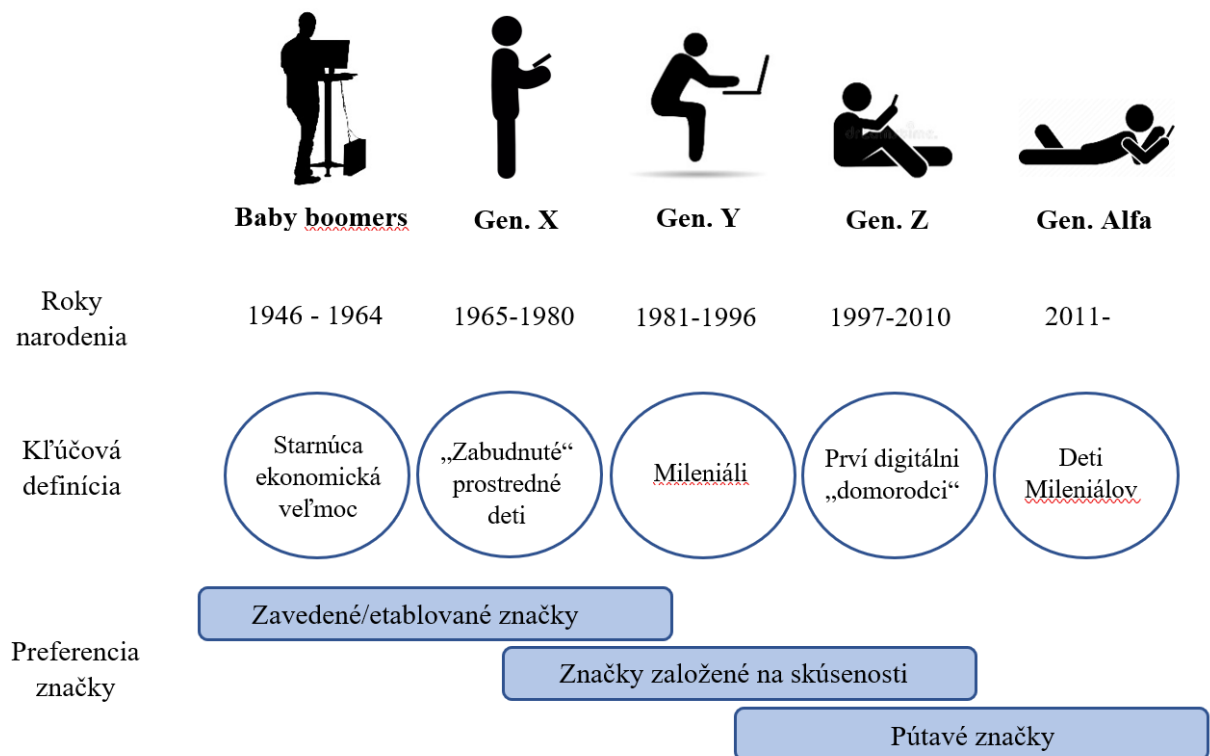 Baby boomers Gen. X Gen. Y Gen. Z Gen. Alfa
Roky
narodenia
1946 - 1964 1965-1980 1981-1996 1997-2010 2011-
Kľúčová
definícia
Starnúca
ekonomická
veľmoc
„Zabudnuté“
prostredné
deti
Mileniáli
Prví digitálni
„domorodci“
Deti
Mileniálov
Preferencia
značky
Zavedené/etablované značky
Značky založené na skúsenosti
Pútavé značky